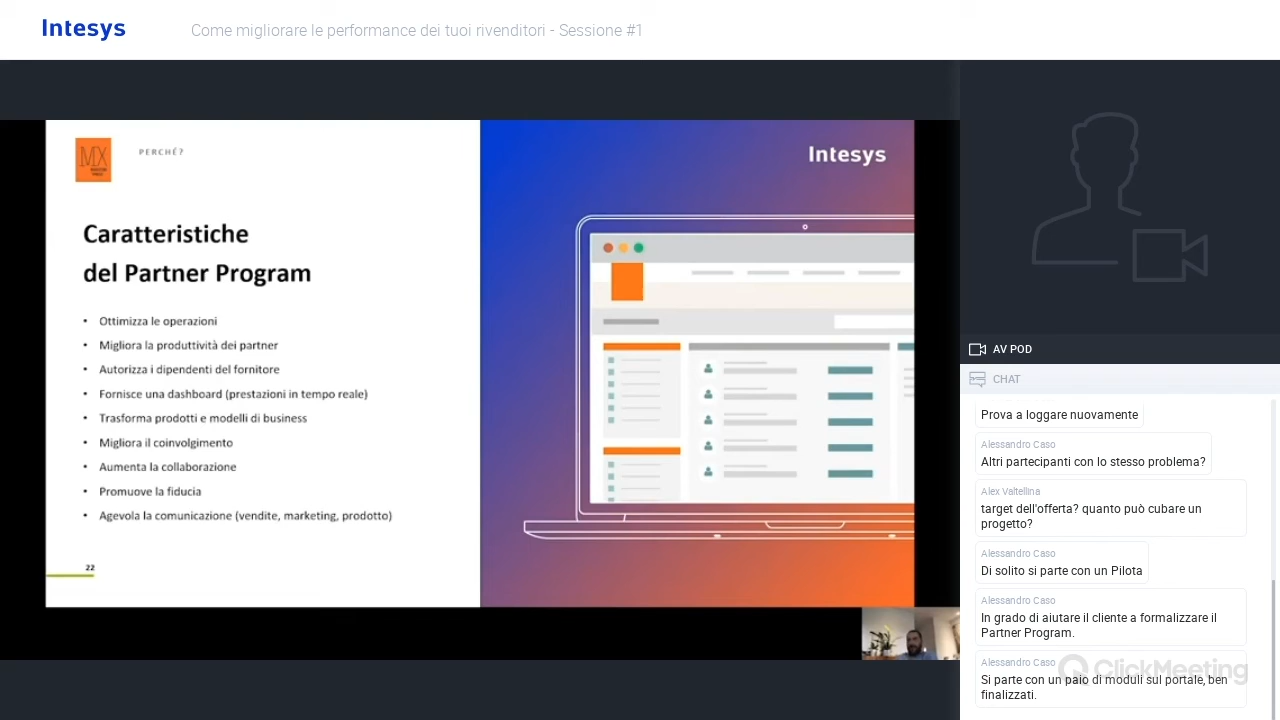 Intesys
Come migliorare le performance dei tuoi rivenditori - Sessione #1
MX
PERCHÉ?
Intesys
Caratteristiche
del Partner Program
• Ottimizza le operazioni
• Migliora la produttività dei partner
• Autorizza i dipendenti del fornitore
• Fornisce una dashboard (prestazioni in tempo reale)
• Trasforma prodotti e modelli di business
• Migliora il coinvolgimento
• Aumenta la collaborazione
• Promuove la fiducia
• Agevola la comunicazione (vendite, marketing, prodotto)
22
AV POD
CHAT
Prova a loggare nuovamente
Alessandro Caso
Altri partecipanti con lo stesso problema?
Alex Valtellina
target dell'offerta? quanto può cubare un
progetto?
Alessandro Caso
Di solito si parte con un Pilota
Alessandro Caso
In grado di aiutare il cliente a formalizzare il
Partner Program.
Alessandro Caso
Si parte con un paio di moduli sul portale, ben
finalizzati.
ClickMeeting